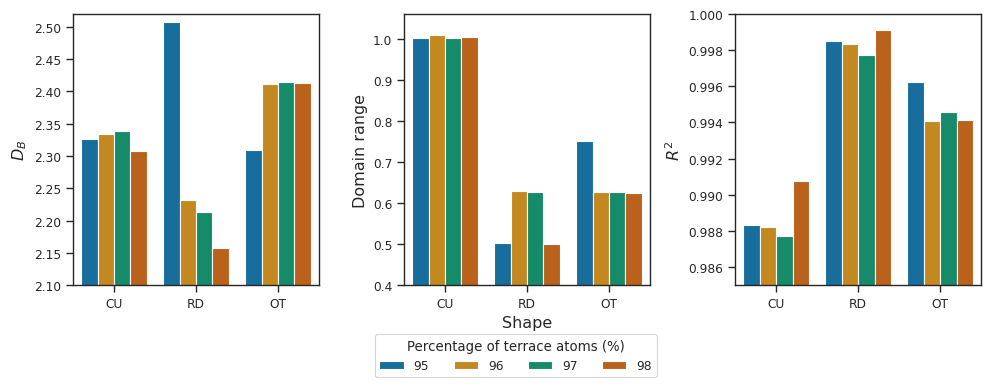 D_B
2.50
2.45
2.40
2.35
2.30
2.25
2.20
2.15
2.10
CU RD OT
Domain range
1.0
0.9
0.8
0.7
0.6
0.5
0.4
CU RD OT
Shape
R²
1.000
0.998
0.996
0.994
0.992
0.990
0.988
0.986
CU RD OT
Percentage of terrace atoms (%)
95 96 97 98